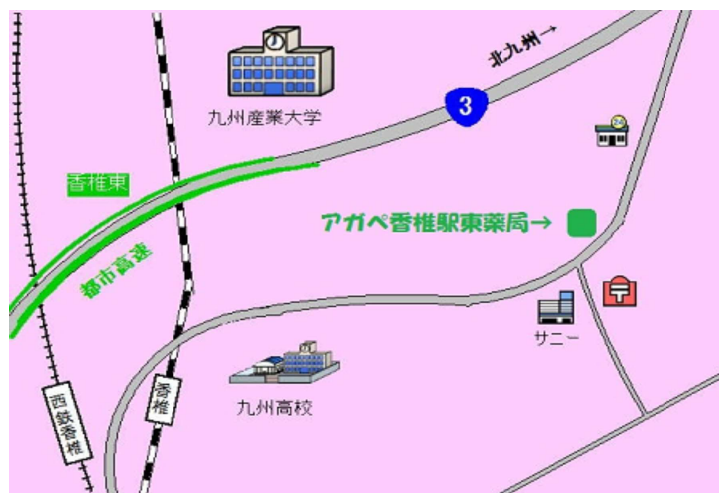 北九州→
九州産業大学
3
24
香椎東
アガペ香椎駅東薬局→
都市高速
サニー
九州高校
香椎
西鉄香椎